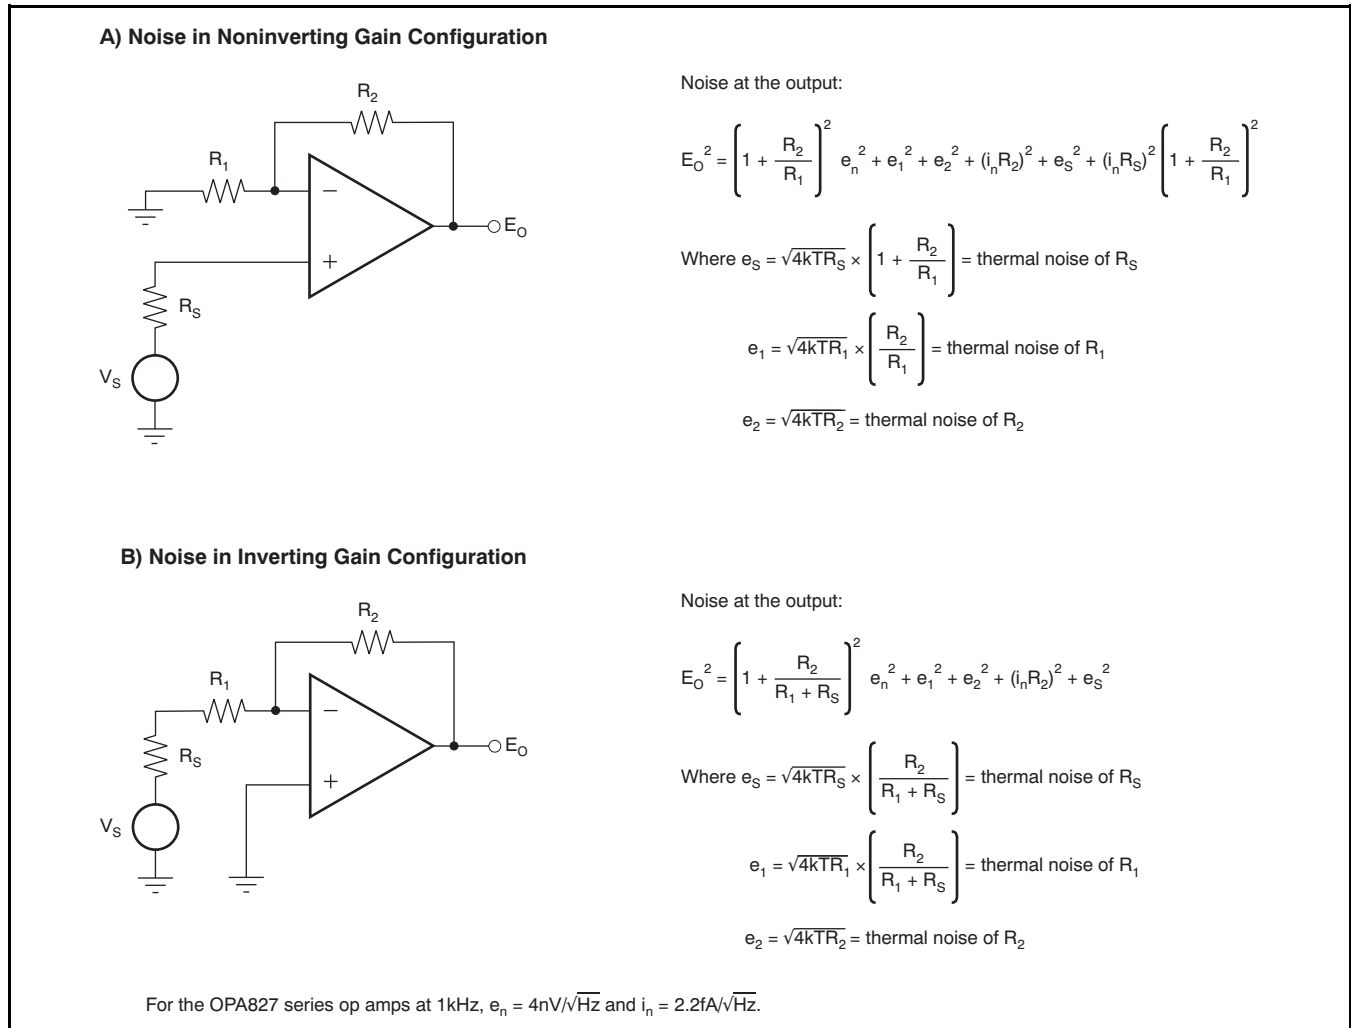 A) Noise in Noninverting Gain Configuration
R2
R1
−
+
EO
RS
VS
Noise at the output:
EO² = [1 + R2/R1]² en² + e1² + e2² + (inR2)² + eS² + (inRS)² [1 + R2/R1]²
Where eS = √4kTRS × [1 + R2/R1] = thermal noise of RS
e1 = √4kTR1 × [R2/R1] = thermal noise of R1
e2 = √4kTR2 = thermal noise of R2
B) Noise in Inverting Gain Configuration
R2
R1
−
+
EO
RS
VS
Noise at the output:
EO² = [1 + R2/(R1 + RS)]² en² + e1² + e2² + (inR2)² + eS²
Where eS = √4kTRS × [R2/(R1 + RS)] = thermal noise of RS
e1 = √4kTR1 × [R2/(R1 + RS)] = thermal noise of R1
e2 = √4kTR2 = thermal noise of R2
For the OPA827 series op amps at 1kHz, en = 4nV/√Hz and in = 2.2fA/√Hz.